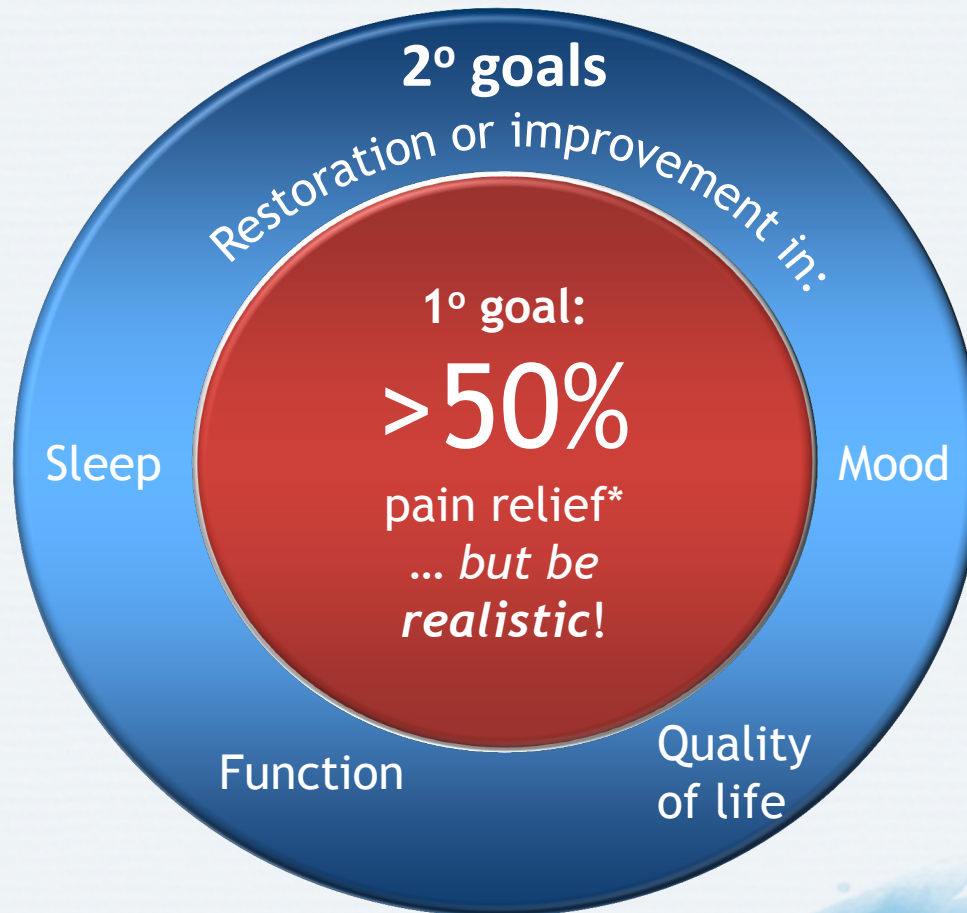 2º goals
Restoration or improvement in:
1º goal:
>50%
pain relief*
... but be
realistic!
Sleep
Mood
Function
Quality
of life